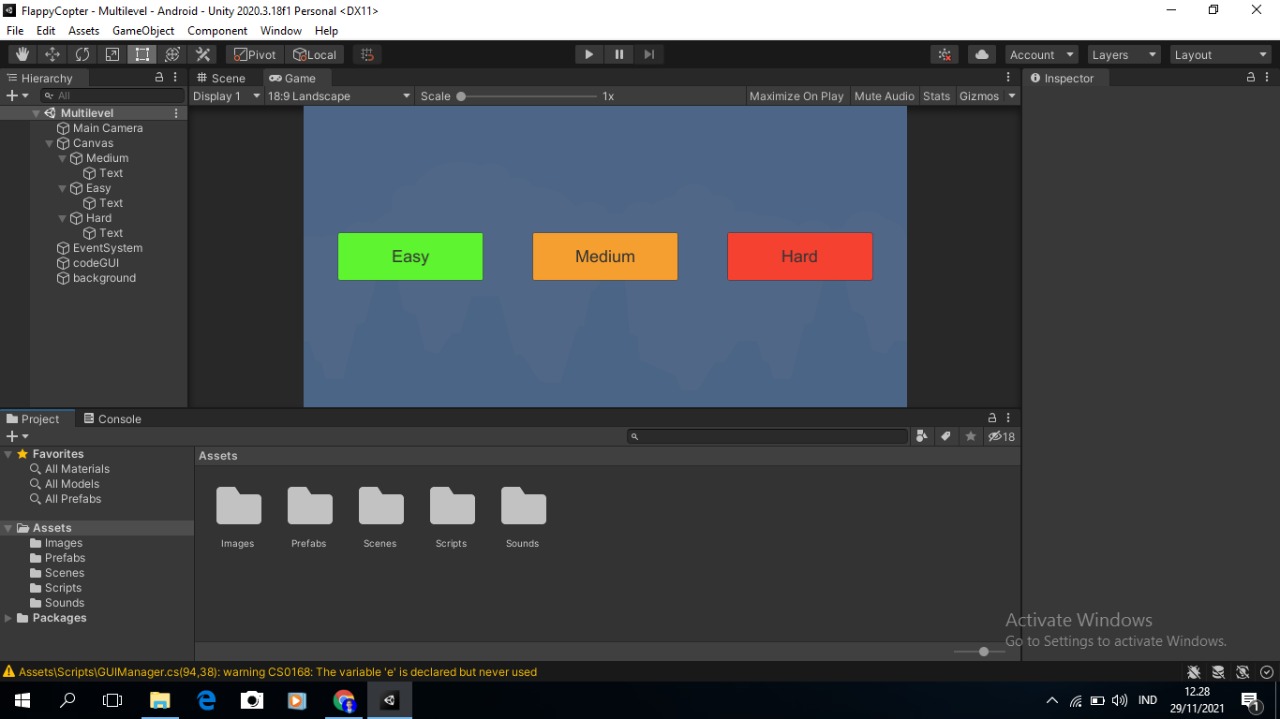 FlappyCopter - Multilevel - Android - Unity 2020.3.18f1 Personal <DX11>
File Edit Assets GameObject Component Window Help
Pivot Local Account Layers Layout
Hierarchy Scene Game Inspector
All Display 1 18:9 Landscape Scale 1x Maximize On Play Mute Audio Stats Gizmos
Multilevel
Main Camera
Canvas
Medium
Text
Easy
Text
Hard
Text
EventSystem
codeGUI
background
Easy Medium Hard
Project Console
18
Favorites
All Materials
All Models
All Prefabs
Assets
Images
Prefabs
Scenes
Scripts
Sounds
Packages
Assets
Images Prefabs Scenes Scripts Sounds
Activate Windows
Go to Settings to activate Windows.
Assets\Scripts\GUIManager.cs(94,38): warning CS0168: The variable 'e' is declared but never used
IND
12.28
29/11/2021
1